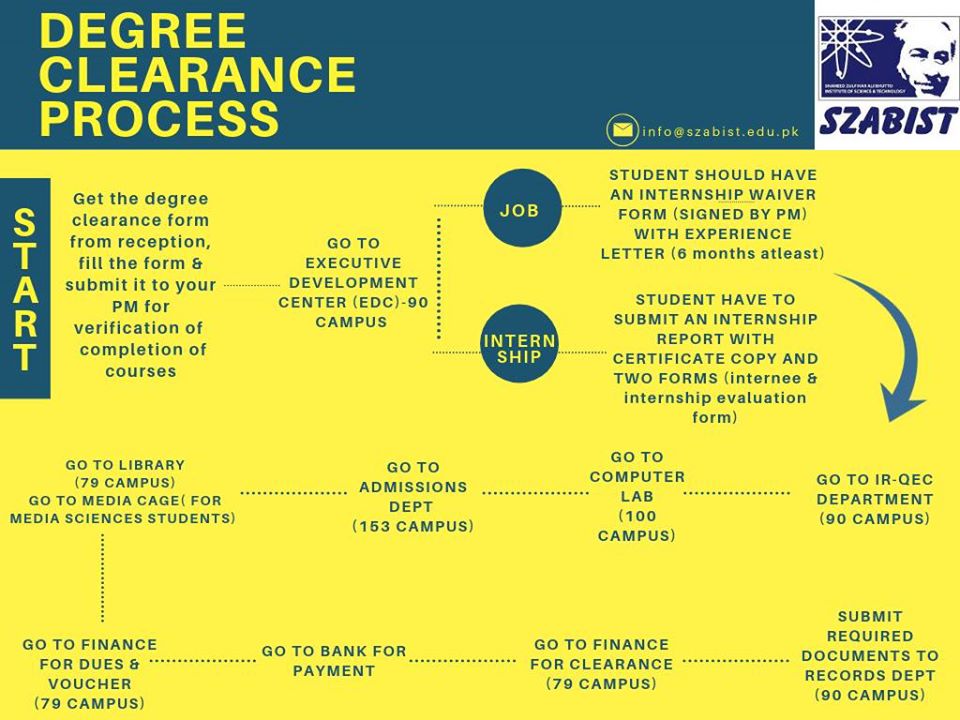 DEGREE
CLEARANCE
PROCESS
info@szabist.edu.pk
SHAHEED ZULFIKAR ALI BHUTTO
INSTITUTE OF SCIENCE & TECHNOLOGY
SZABIST
START
Get the degree
clearance form
from reception,
fill the form &
submit it to your
PM for
verification of
completion of
courses
GO TO
EXECUTIVE
DEVELOPMENT
CENTER (EDC)-90
CAMPUS
JOB
STUDENT SHOULD HAVE
AN INTERNSHIP WAIVER
FORM (SIGNED BY PM)
WITH EXPERIENCE
LETTER (6 months atleast)
INTERN
SHIP
STUDENT HAVE TO
SUBMIT AN INTERNSHIP
REPORT WITH
CERTIFICATE COPY AND
TWO FORMS (internee &
internship evaluation
form)
GO TO IR-QEC
DEPARTMENT
(90 CAMPUS)
GO TO
COMPUTER
LAB
(100
CAMPUS)
GO TO
ADMISSIONS
DEPT
(153 CAMPUS)
GO TO LIBRARY
(79 CAMPUS)
GO TO MEDIA CAGE( FOR
MEDIA SCIENCES STUDENTS)
GO TO FINANCE
FOR DUES &
VOUCHER
(79 CAMPUS)
GO TO BANK FOR
PAYMENT
GO TO FINANCE
FOR CLEARANCE
(79 CAMPUS)
SUBMIT
REQUIRED
DOCUMENTS TO
RECORDS DEPT
(90 CAMPUS)